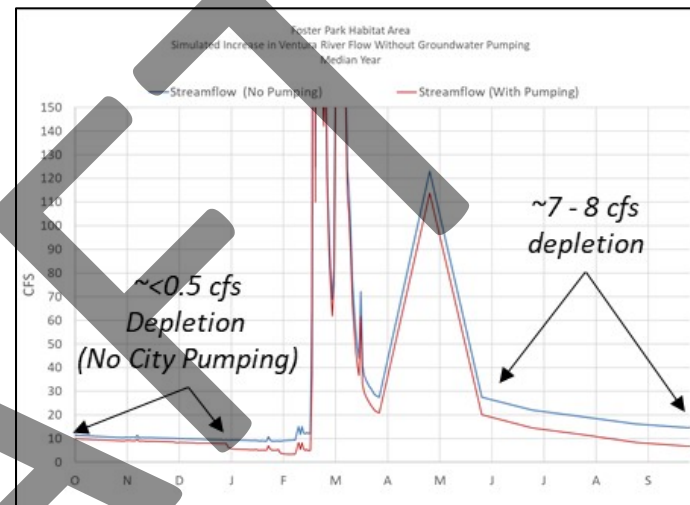 Foster Park Habitat Area
Simulated Increase in Ventura River Flow Without Groundwater Pumping
Median Year
Streamflow (No Pumping) Streamflow (With Pumping)
150
140
130
120
110
100
90
80
70
60
50
40
30
20
10
0
CFS
~<0.5 cfs
Depletion
(No City Pumping)
~7 - 8 cfs
depletion
O N D J F M A M J J A S